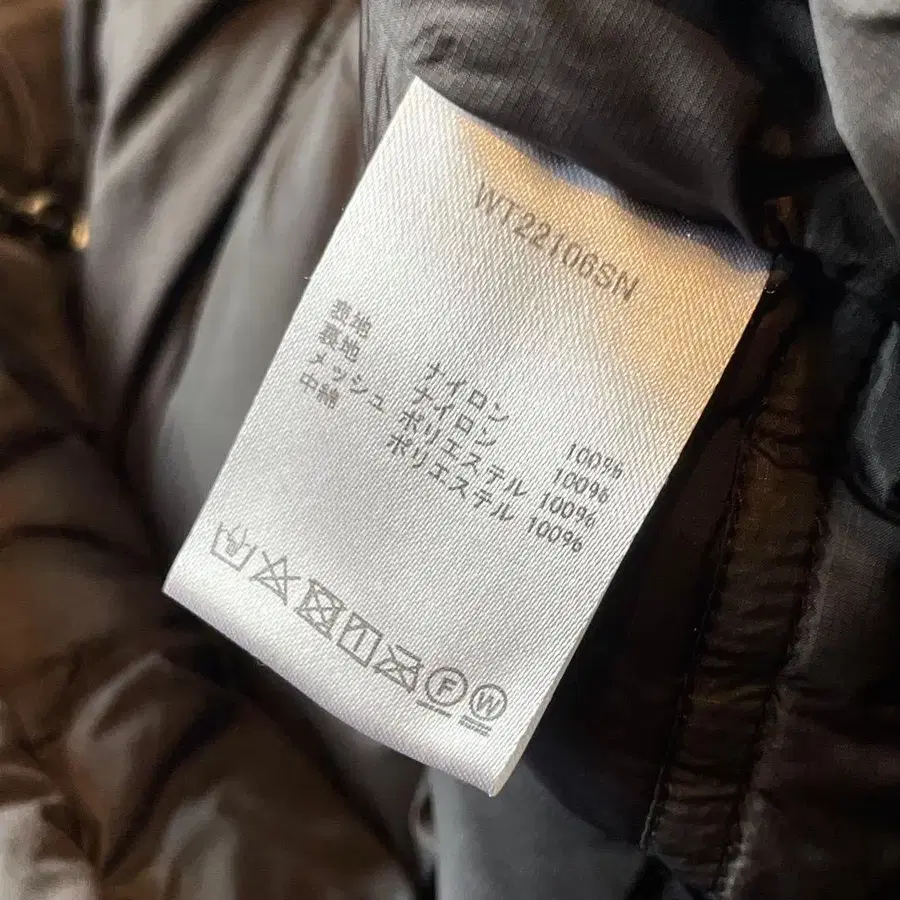 WT22106SN
表地 ナイロン 100%
裏地 ナイロン 100%
メッシュ ポリエステル 100%
中綿 ポリエステル 100%
F W